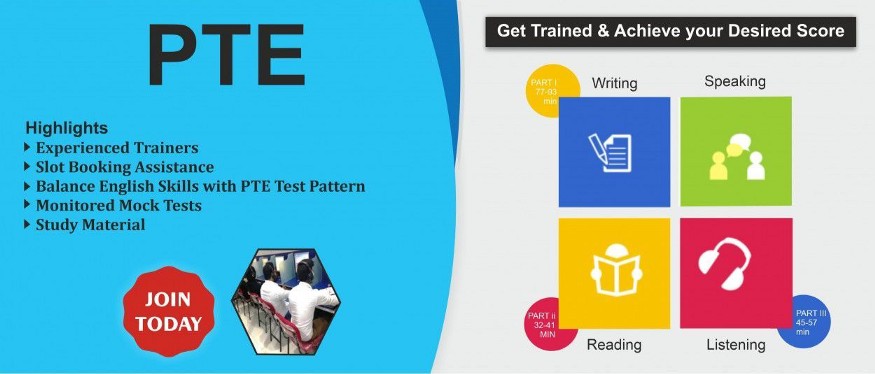 PTE
Highlights
Experienced Trainers
Slot Booking Assistance
Balance English Skills with PTE Test Pattern
Monitored Mock Tests
Study Material
JOIN
TODAY
Get Trained & Achieve your Desired Score
PART I
77-93
min
Writing
Speaking
PART ii
32-41
MIN
Reading
Listening
PART III
45-57
min